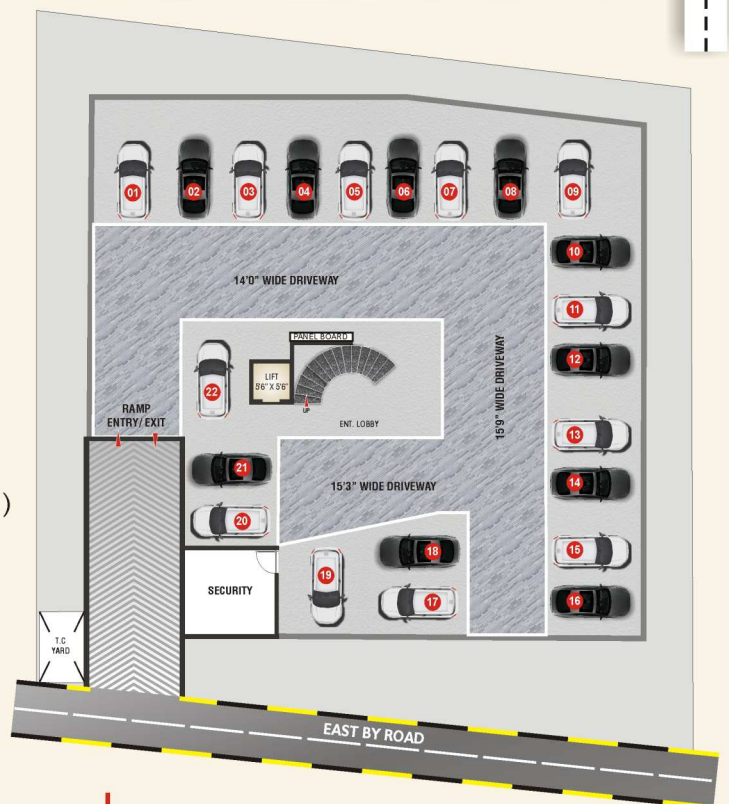 01
02
03
04
05
06
07
08
09
10
14'0" WIDE DRIVEWAY
11
PANEL BOARD
12
15'9" WIDE DRIVEWAY
LIFT
5'6" X 5'6"
22
UP
RAMP
ENTRY/ EXIT
ENT. LOBBY
13
21
14
15'3" WIDE DRIVEWAY
)
20
18
15
19
SECURITY
17
16
T.C
YARD
EAST BY ROAD